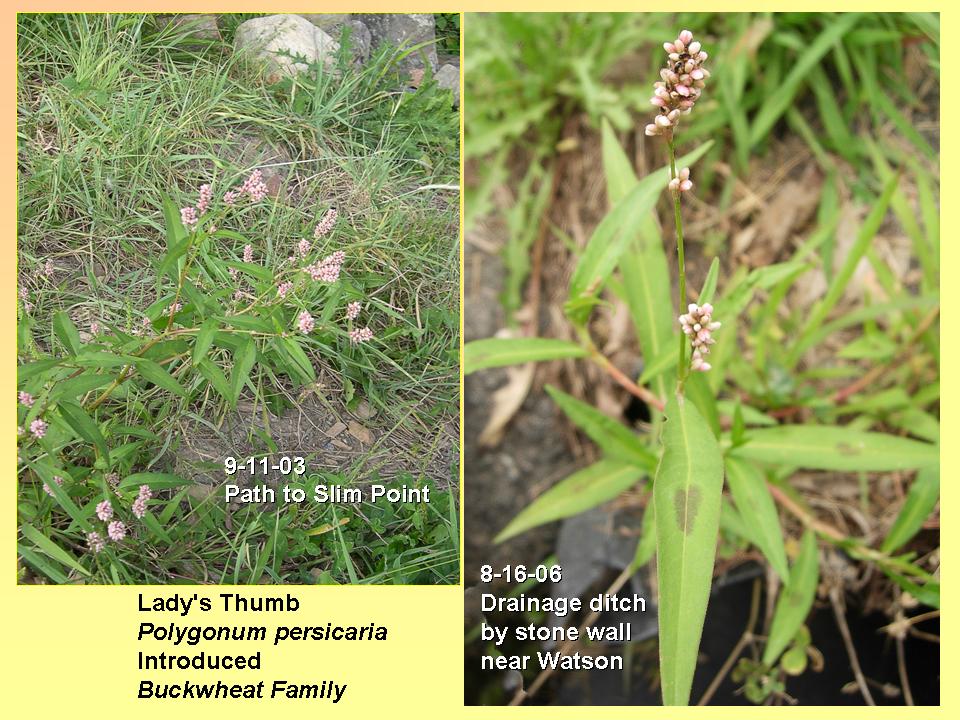 9-11-03
Path to Slim Point
Lady's Thumb
Polygonum persicaria
Introduced
Buckwheat Family
8-16-06
Drainage ditch
by stone wall
near Watson